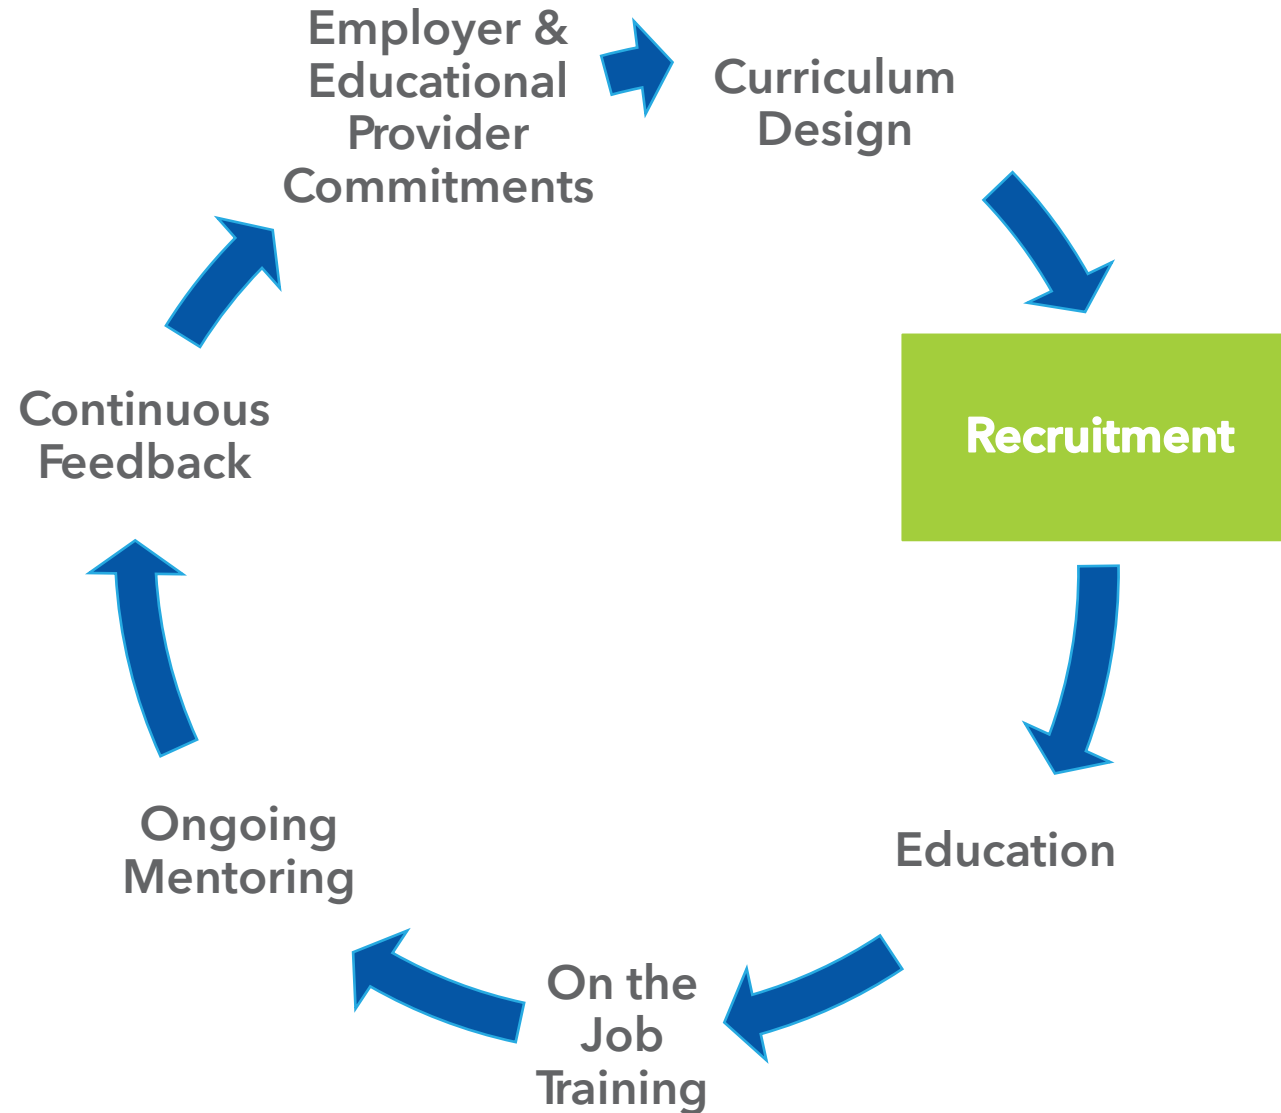 Employer &
Educational
Provider
Commitments
Curriculum
Design
Recruitment
Education
On the
Job
Training
Ongoing
Mentoring
Continuous
Feedback